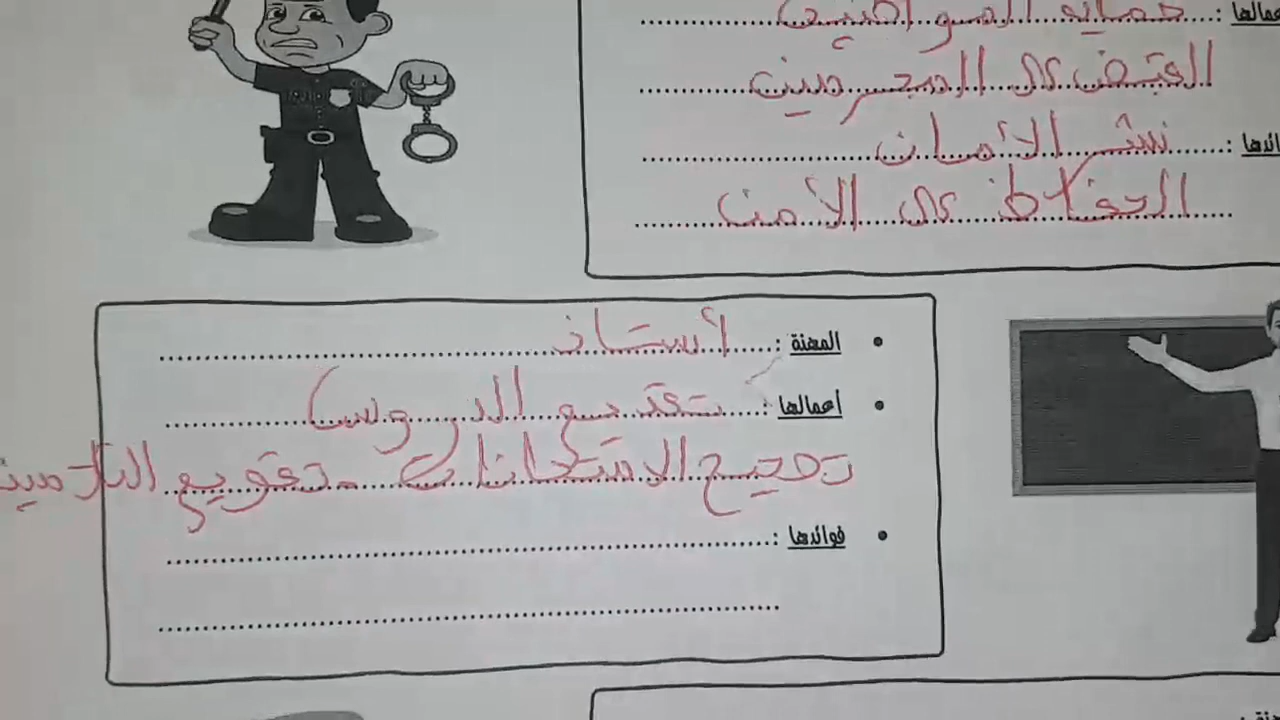 أعمالها : حماية المواطنين
القبض على المجرمين
فوائدها : نشر الأمان
الحفاظ على الأمن
المهنة : أستاذ
أعمالها : تقديم الدروس
تصحيح الامتحانات - تقويم التلاميذ
فوائدها :